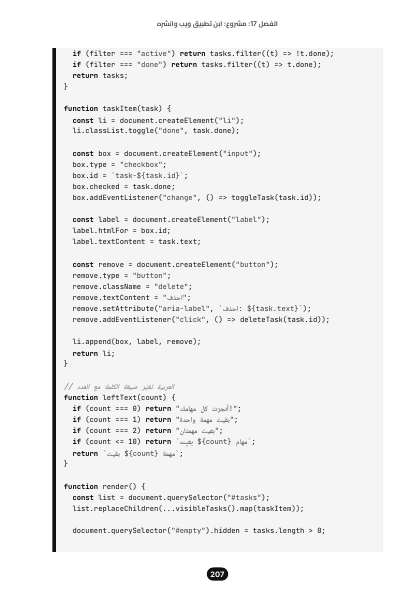 الفصل 17: مشروع: ابنِ تطبيق ويب وانشره
if (filter === "active") return tasks.filter((t) => !t.done);
if (filter === "done") return tasks.filter((t) => t.done);
return tasks;
}
function taskItem(task) {
const li = document.createElement("li");
li.classList.toggle("done", task.done);
const box = document.createElement("input");
box.type = "checkbox";
box.id = `task-${task.id}`;
box.checked = task.done;
box.addEventListener("change", () => toggleTask(task.id));
const label = document.createElement("label");
label.htmlFor = box.id;
label.textContent = task.text;
const remove = document.createElement("button");
remove.type = "button";
remove.className = "delete";
remove.textContent = "احذف";
remove.setAttribute("aria-label", `احذف: ${task.text}`);
remove.addEventListener("click", () => deleteTask(task.id));
li.append(box, label, remove);
return li;
}
// العربية تغيّر صيغة الكلمة مع العدد
function leftText(count) {
if (count === 0) return "أنجزت كل مهامك!";
if (count === 1) return "بقيت مهمة واحدة";
if (count === 2) return "بقيت مهمتان";
if (count <= 10) return `بقيت ${count} مهام`;
return `بقيت ${count} مهمة`;
}
function render() {
const list = document.querySelector("#tasks");
list.replaceChildren(...visibleTasks().map(taskItem));
document.querySelector("#empty").hidden = tasks.length > 0;
207